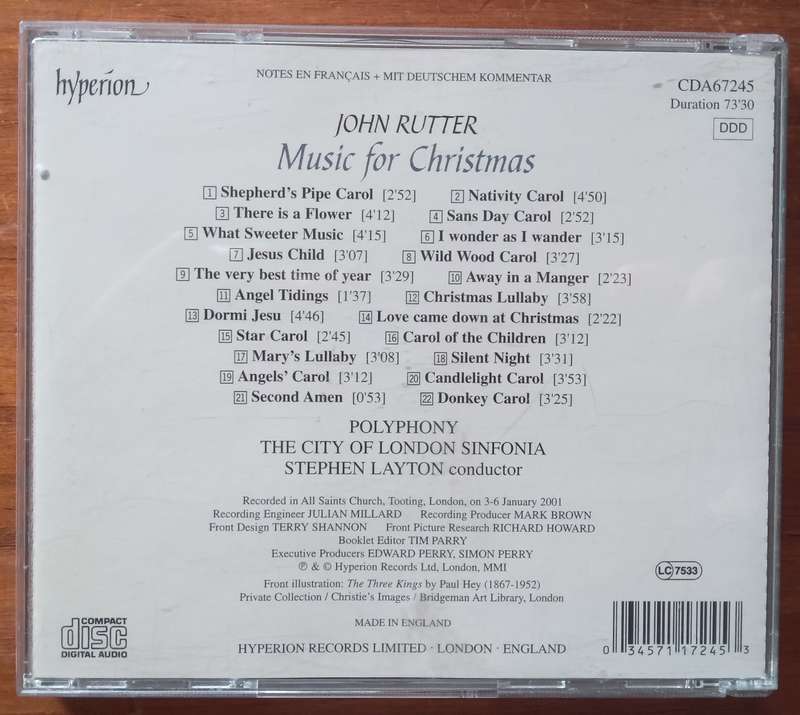 hyperion
NOTES EN FRANÇAIS + MIT DEUTSCHEM KOMMENTAR
CDA67245
Duration 73'30
DDD
JOHN RUTTER
Music for Christmas
1 Shepherd's Pipe Carol [2'52] 2 Nativity Carol [4'50]
3 There is a Flower [4'12] 4 Sans Day Carol [2'52]
5 What Sweeter Music [4'15] 6 I wonder as I wander [3'15]
7 Jesus Child [3'07] 8 Wild Wood Carol [3'27]
9 The very best time of year [3'29] 10 Away in a Manger [2'23]
11 Angel Tidings [1'37] 12 Christmas Lullaby [3'58]
13 Dormi Jesu [4'46] 14 Love came down at Christmas [2'22]
15 Star Carol [2'45] 16 Carol of the Children [3'12]
17 Mary's Lullaby [3'08] 18 Silent Night [3'31]
19 Angels' Carol [3'12] 20 Candlelight Carol [3'53]
21 Second Amen [0'53] 22 Donkey Carol [3'25]
POLYPHONY
THE CITY OF LONDON SINFONIA
STEPHEN LAYTON conductor
Recorded in All Saints Church, Tooting, London, on 3-6 January 2001
Recording Engineer JULIAN MILLARD Recording Producer MARK BROWN
Front Design TERRY SHANNON Front Picture Research RICHARD HOWARD
Booklet Editor TIM PARRY
Executive Producers EDWARD PERRY, SIMON PERRY
℗ & © Hyperion Records Ltd, London, MMI
LC 7533
Front illustration: The Three Kings by Paul Hey (1867-1952)
Private Collection / Christie's Images / Bridgeman Art Library, London
COMPACT
disc
DIGITAL AUDIO
MADE IN ENGLAND
HYPERION RECORDS LIMITED · LONDON · ENGLAND
0 34571 17245 3